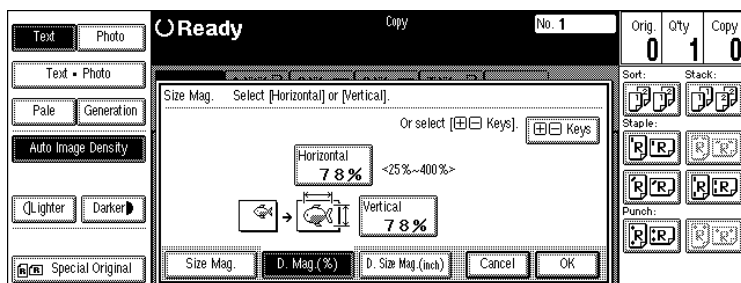 Text
Photo
Text • Photo
Pale
Generation
Auto Image Density
Lighter
Darker
Special Original
Ready
Copy
No. 1
Size Mag. Select [Horizontal] or [Vertical].
Or select [⊞⊟ Keys].
⊞⊟ Keys
Horizontal
78%
<25%~400%>
Vertical
78%
Size Mag.
D. Mag.(%)
D. Size Mag.(inch)
Cancel
OK
Orig. Q'ty Copy
0 1 0
Sort: Stack:
Staple:
Punch: